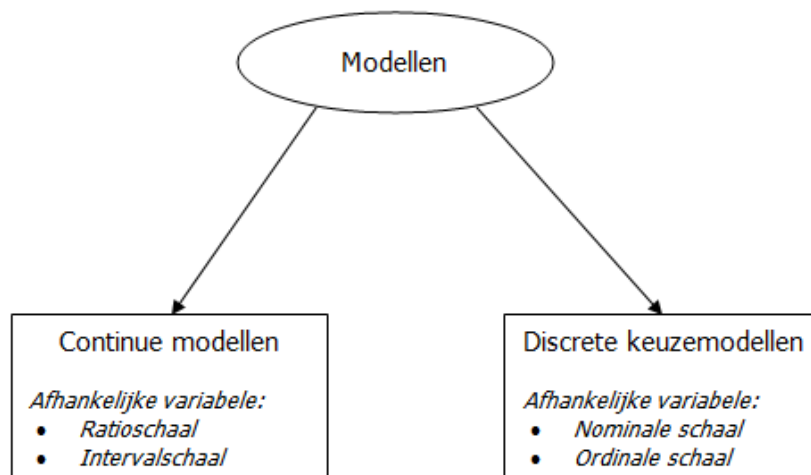 Modellen
Continue modellen
Afhankelijke variabele:
• Ratioschaal
• Intervalschaal
Discrete keuzemodellen
Afhankelijke variabele:
• Nominale schaal
• Ordinale schaal